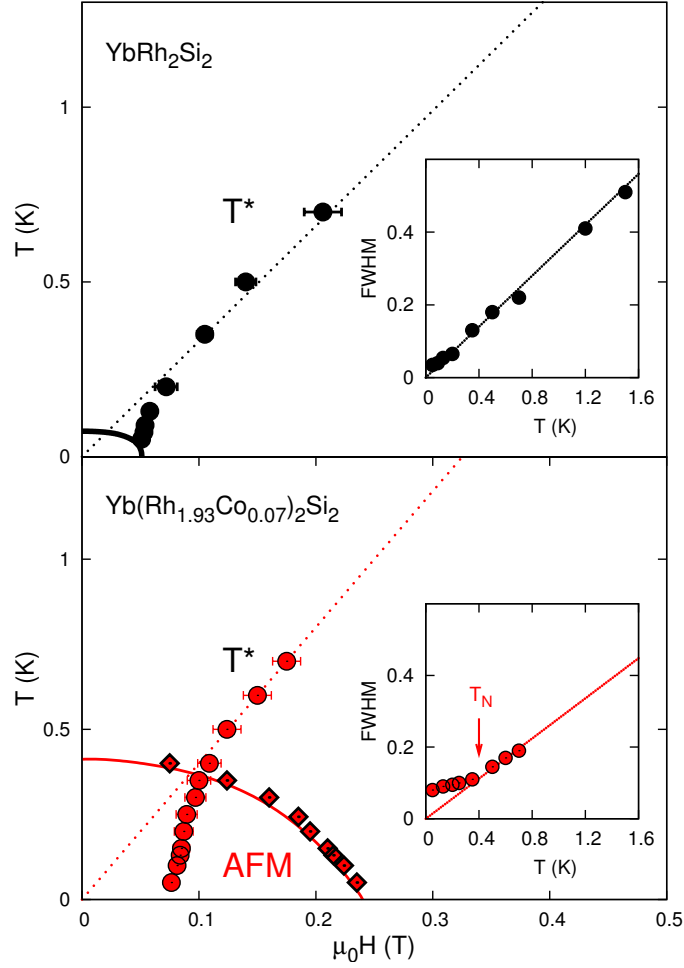 YbRh2Si2
1
0.5
0
T (K)
T*
FWHM
0.4
0.2
0
0 0.4 0.8 1.2 1.6
T (K)
Yb(Rh1.93Co0.07)2Si2
1
0.5
0
T (K)
T*
AFM
FWHM
0.4
0.2
0
TN
0 0.4 0.8 1.2 1.6
T (K)
0 0.1 0.2 0.3 0.4 0.5
μ0H (T)